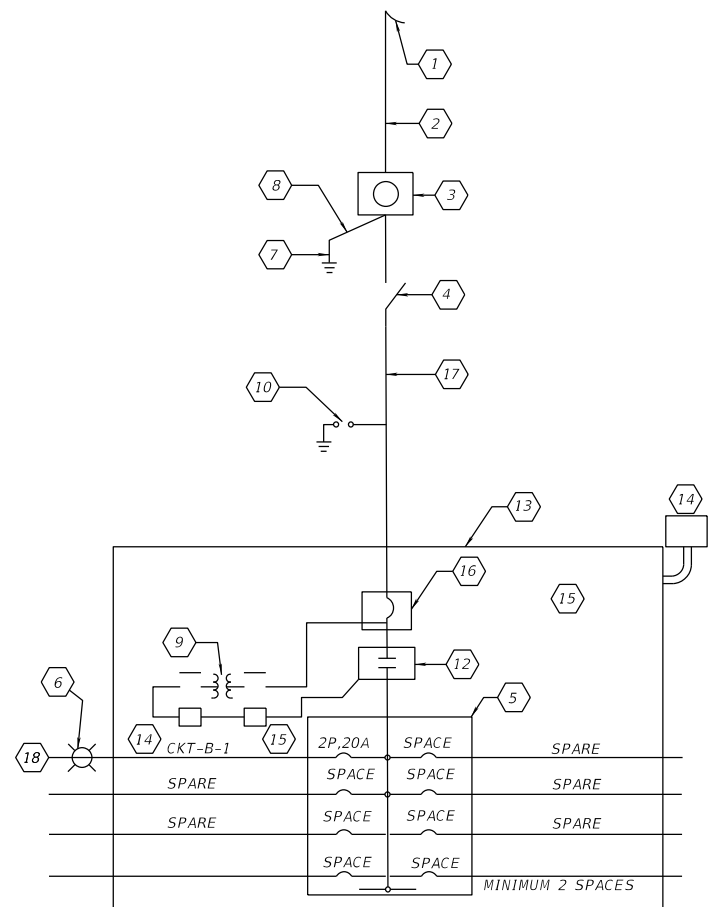 1
2
3
8
7
4
17
10
13
14
16
15
9
12
6
5
14
15
18
CKT-B-1
2P,20A
SPACE
SPARE
SPARE
SPACE
SPACE
SPARE
SPACE
SPACE
SPARE
SPACE
SPACE
MINIMUM 2 SPACES